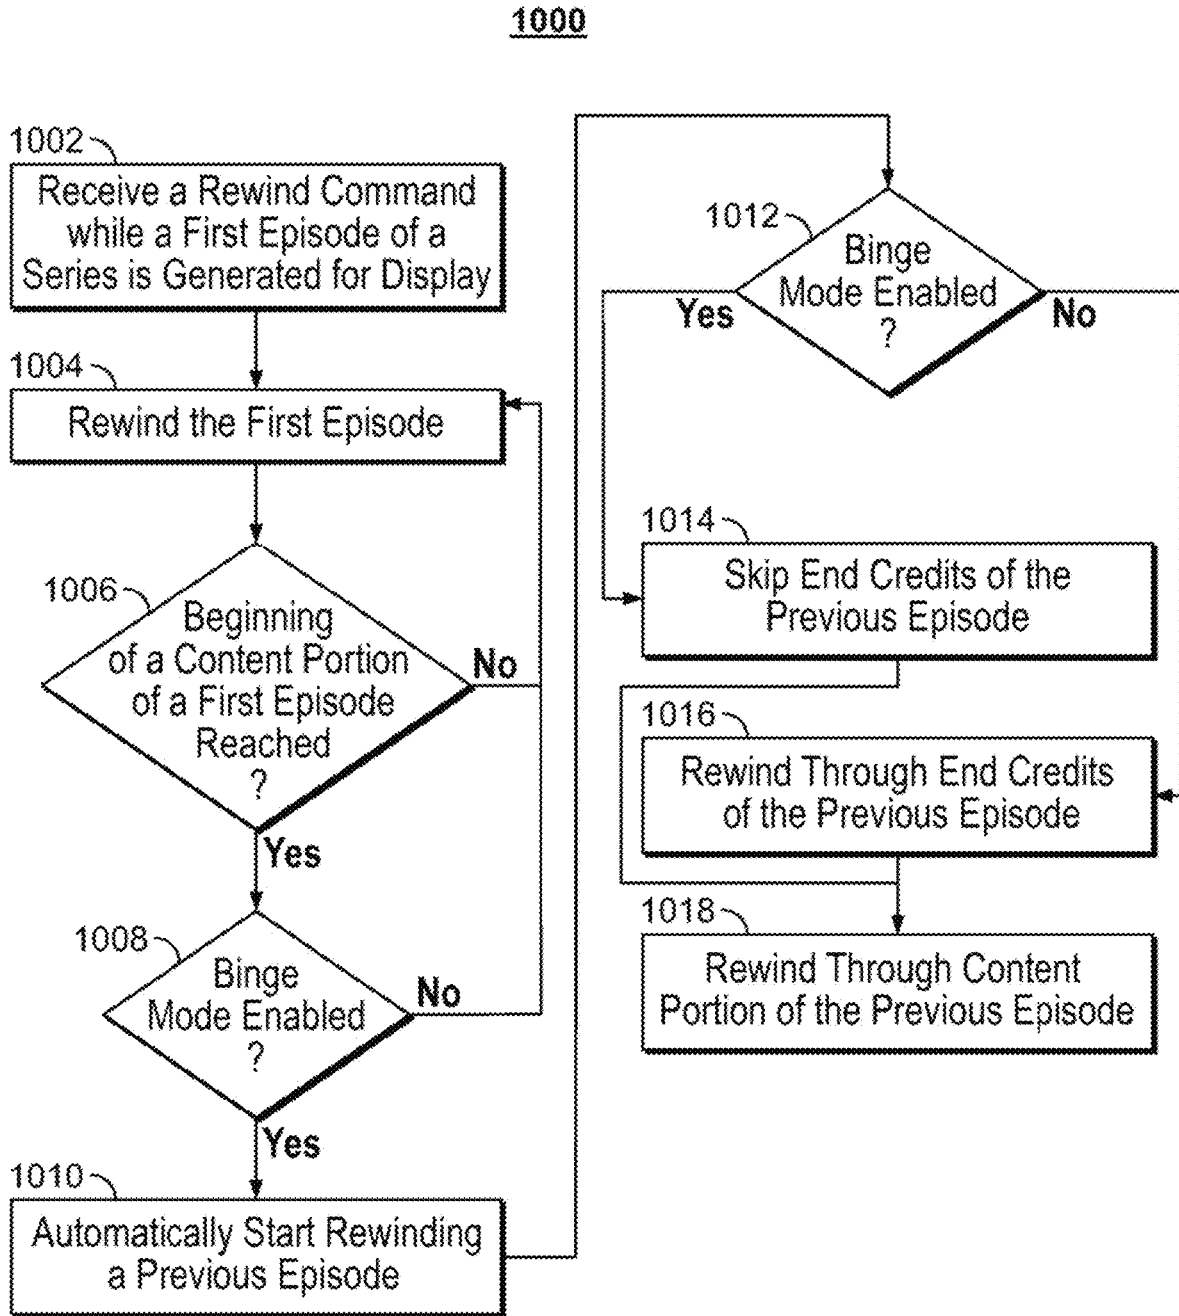 1000
1002
Receive a Rewind Command
while a First Episode of a
Series is Generated for Display
1004
Rewind the First Episode
1006
Beginning
of a Content Portion
of a First Episode
Reached
?
No
Yes
1008
Binge
Mode Enabled
?
No
Yes
1010
Automatically Start Rewinding
a Previous Episode
1012
Binge
Mode Enabled
?
Yes
No
1014
Skip End Credits of the
Previous Episode
1016
Rewind Through End Credits
of the Previous Episode
1018
Rewind Through Content
Portion of the Previous Episode